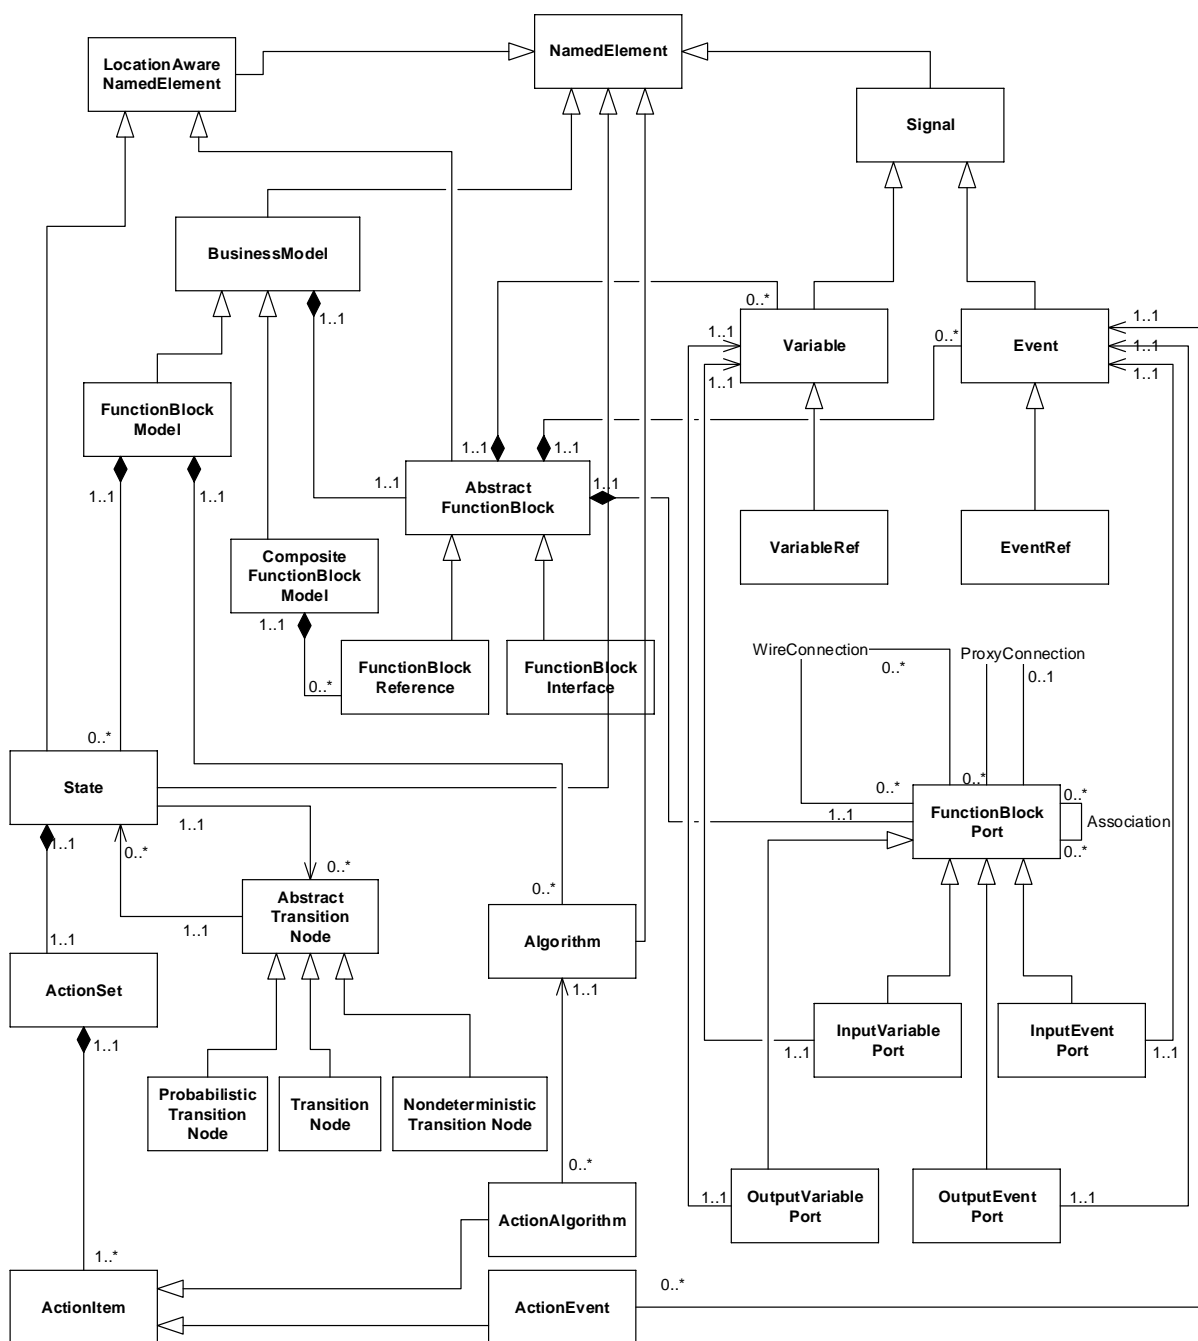 NamedElement
LocationAware
NamedElement
Signal
BusinessModel
0..*
1..1
1..1
1..1
Variable
0..*
Event
1..1
1..1
1..1
1..1
FunctionBlock
Model
1..1
1..1
1..1
1..1
1..1
1..1
Abstract
FunctionBlock
VariableRef
EventRef
Composite
FunctionBlock
Model
1..1
0..*
FunctionBlock
Reference
FunctionBlock
Interface
WireConnection
0..*
ProxyConnection
0..1
0..*
State
1..1
1..1
0..*
0..*
0..*
0..*
0..*
1..1
FunctionBlock
Port
Association
0..*
Abstract
Transition
Node
1..1
0..*
Algorithm
1..1
1..1
ActionSet
1..1
InputVariable
Port
1..1
InputEvent
Port
1..1
Probabilistic
Transition
Node
Transition
Node
Nondeterministic
Transition Node
0..*
ActionAlgorithm
1..1
OutputVariable
Port
OutputEvent
Port
1..1
1..*
ActionItem
ActionEvent
0..*